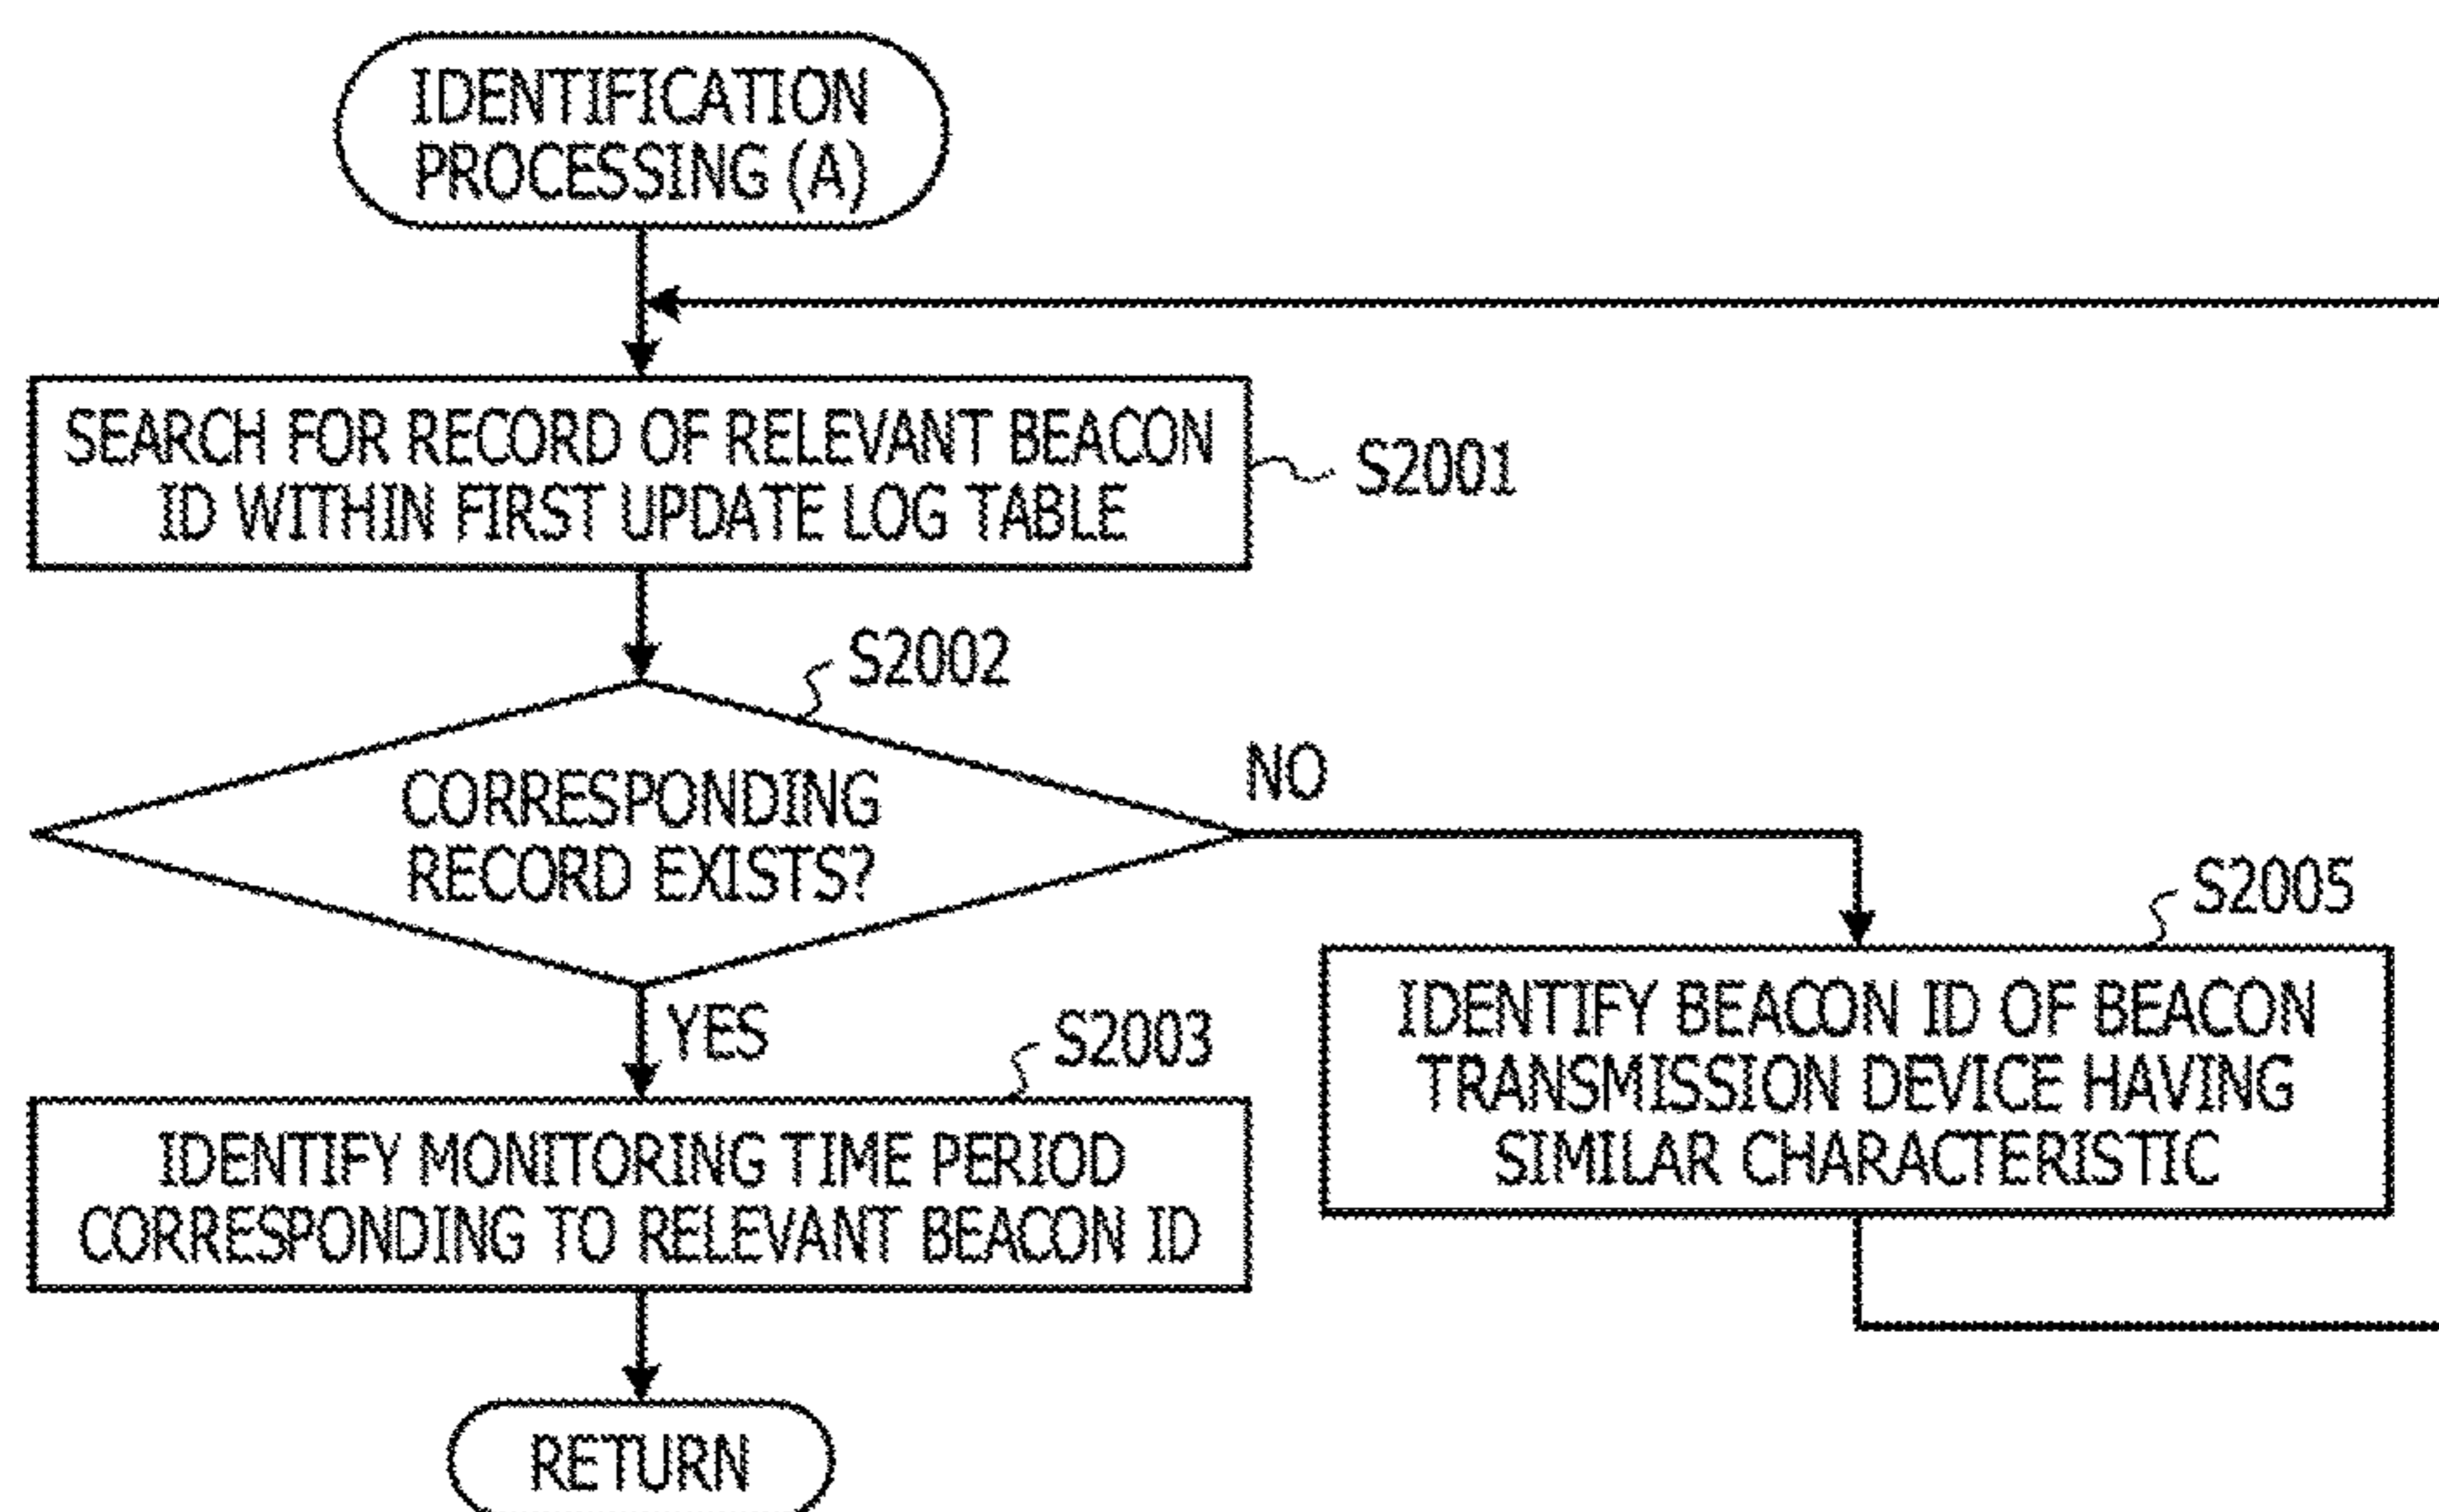 IDENTIFICATION
PROCESSING (A)
SEARCH FOR RECORD OF RELEVANT BEACON
ID WITHIN FIRST UPDATE LOG TABLE
S2001
S2002
CORRESPONDING
RECORD EXISTS?
NO
YES
S2003
IDENTIFY MONITORING TIME PERIOD
CORRESPONDING TO RELEVANT BEACON ID
S2005
IDENTIFY BEACON ID OF BEACON
TRANSMISSION DEVICE HAVING
SIMILAR CHARACTERISTIC
RETURN